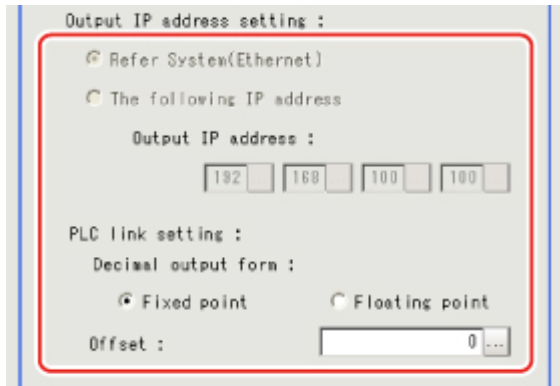 Output IP address setting :
Refer System(Ethernet)
The following IP address
Output IP address :
192 168 100 100
PLC link setting :
Decimal output form :
Fixed point Floating point
Offset : 0 ...